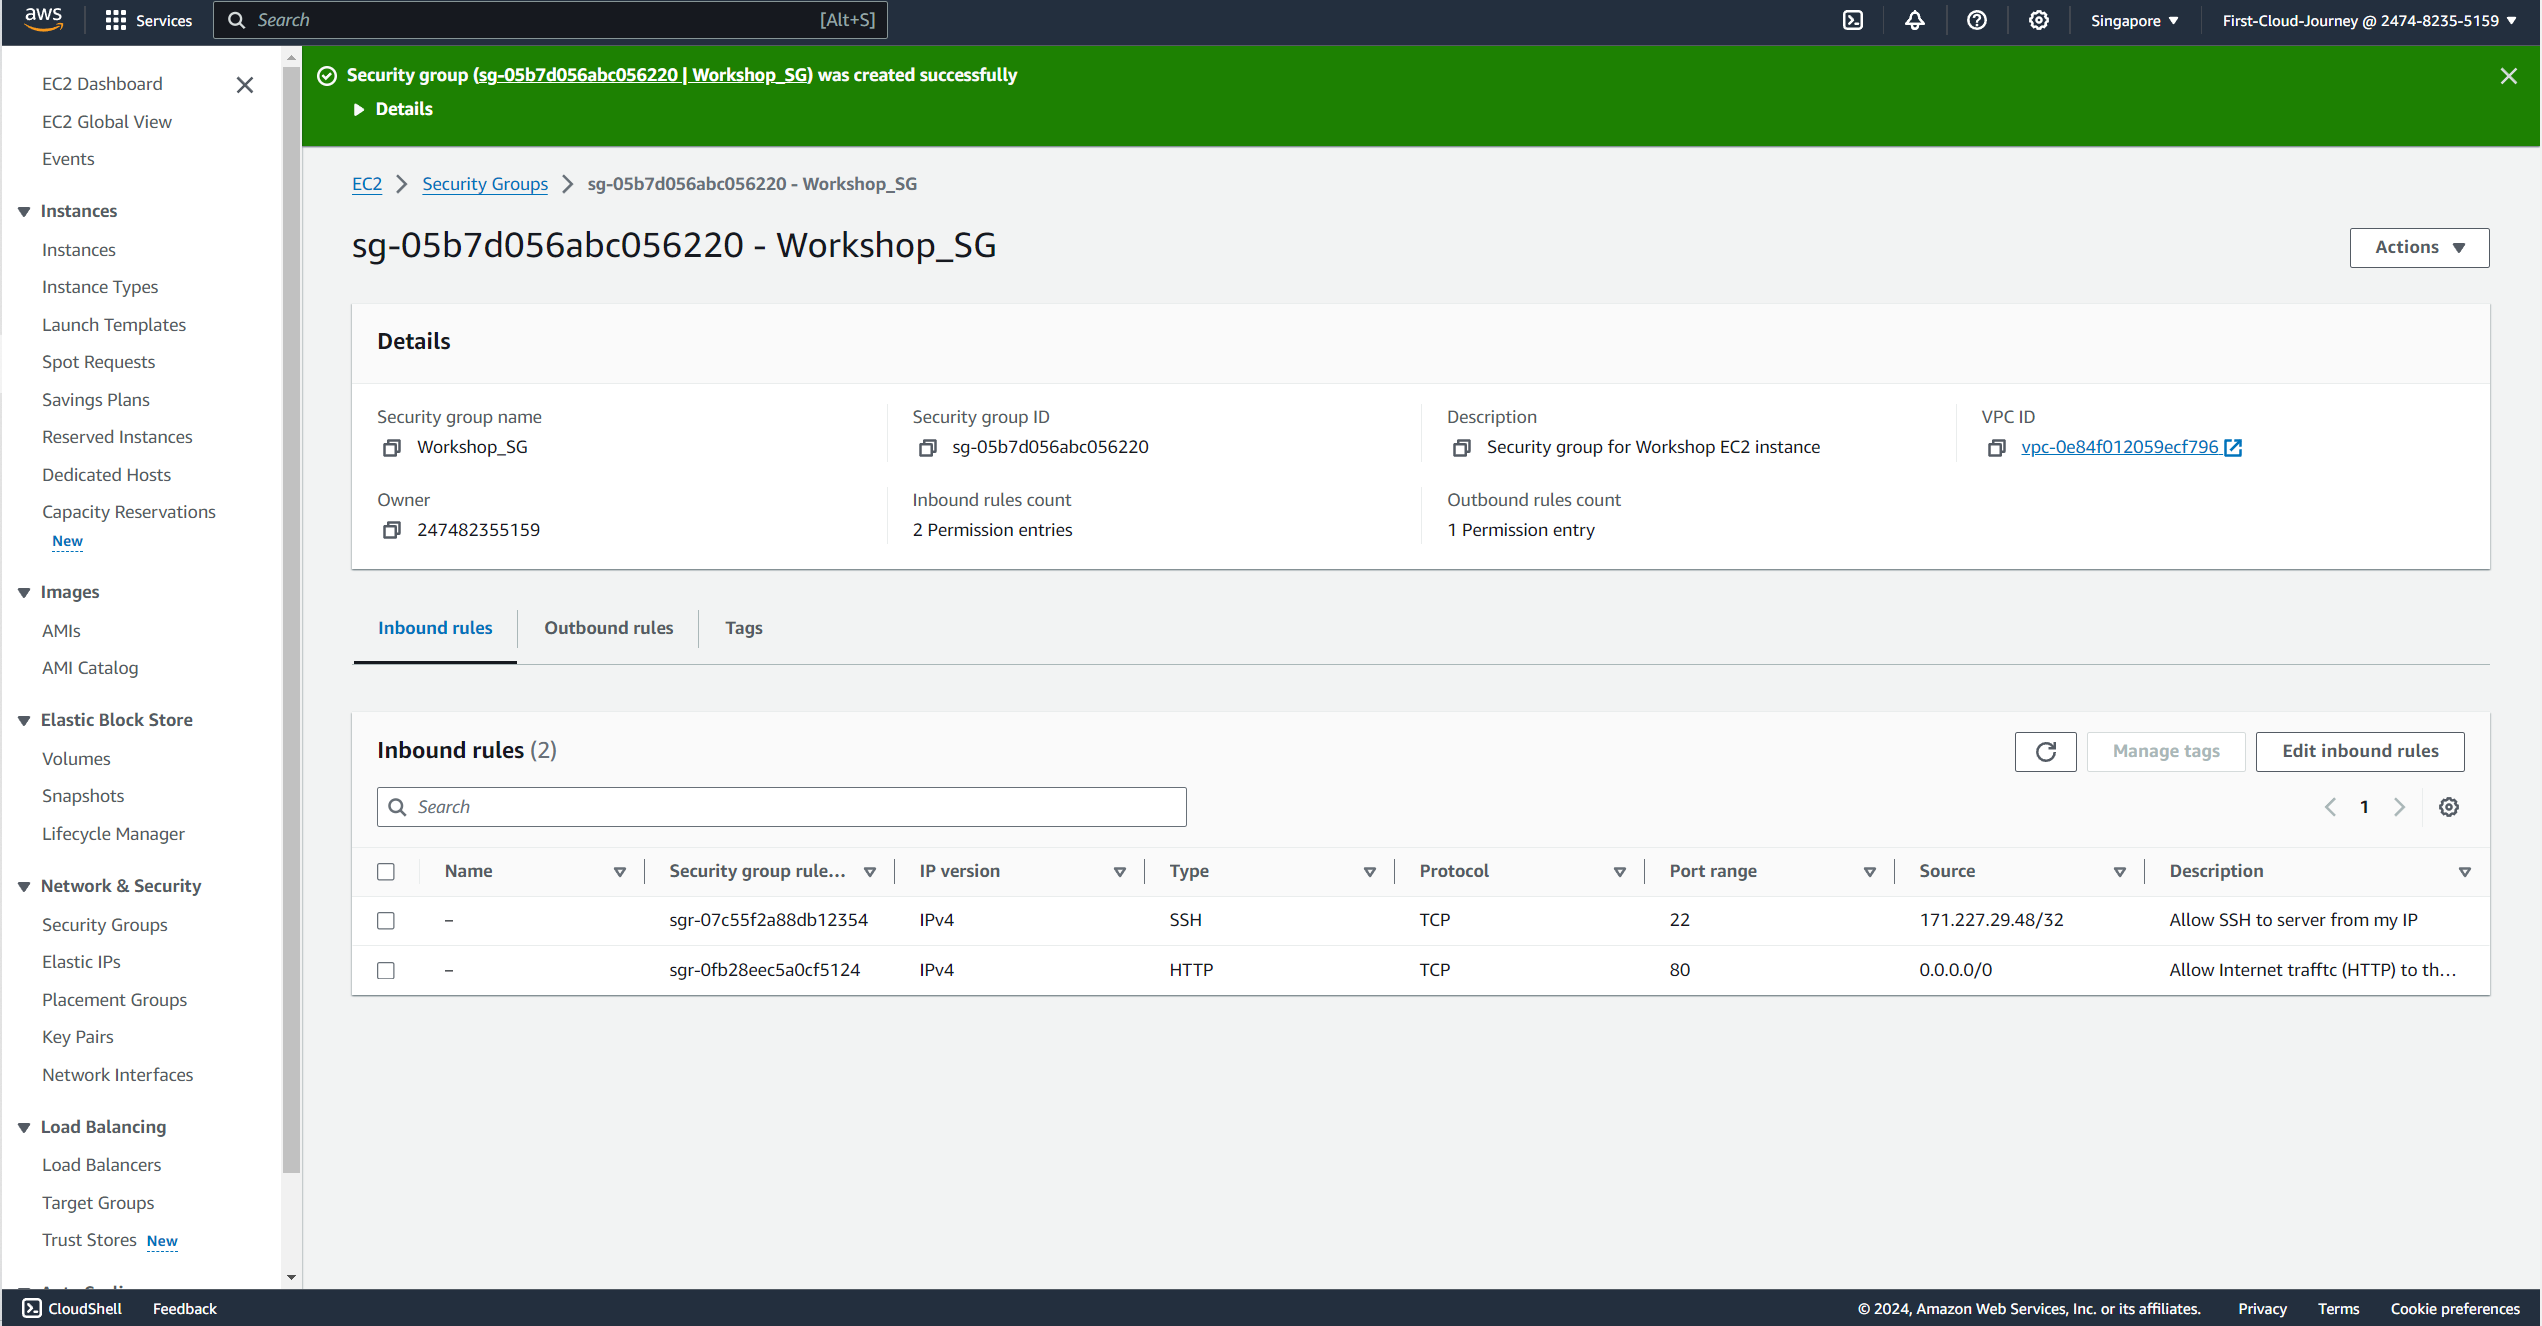 aws
Services
Search
[Alt+S]
Singapore
First-Cloud-Journey @ 2474-8235-5159
EC2 Dashboard
EC2 Global View
Events
Instances
Instances
Instance Types
Launch Templates
Spot Requests
Savings Plans
Reserved Instances
Dedicated Hosts
Capacity Reservations
New
Images
AMIs
AMI Catalog
Elastic Block Store
Volumes
Snapshots
Lifecycle Manager
Network & Security
Security Groups
Elastic IPs
Placement Groups
Key Pairs
Network Interfaces
Load Balancing
Load Balancers
Target Groups
Trust Stores New
Security group (sg-05b7d056abc056220 | Workshop_SG) was created successfully
Details
EC2 > Security Groups > sg-05b7d056abc056220 - Workshop_SG
sg-05b7d056abc056220 - Workshop_SG
Actions
Details
Security group name
Workshop_SG
Security group ID
sg-05b7d056abc056220
Description
Security group for Workshop EC2 instance
VPC ID
vpc-0e84f012059ecf796
Owner
247482355159
Inbound rules count
2 Permission entries
Outbound rules count
1 Permission entry
Inbound rules
Outbound rules
Tags
Inbound rules (2)
Manage tags
Edit inbound rules
Search
1
Name Security group rule... IP version Type Protocol Port range Source Description
– sgr-07c55f2a88db12354 IPv4 SSH TCP 22 171.227.29.48/32 Allow SSH to server from my IP
– sgr-0fb28eec5a0cf5124 IPv4 HTTP TCP 80 0.0.0.0/0 Allow Internet trafftc (HTTP) to th...
CloudShell
Feedback
© 2024, Amazon Web Services, Inc. or its affiliates.
Privacy
Terms
Cookie preferences